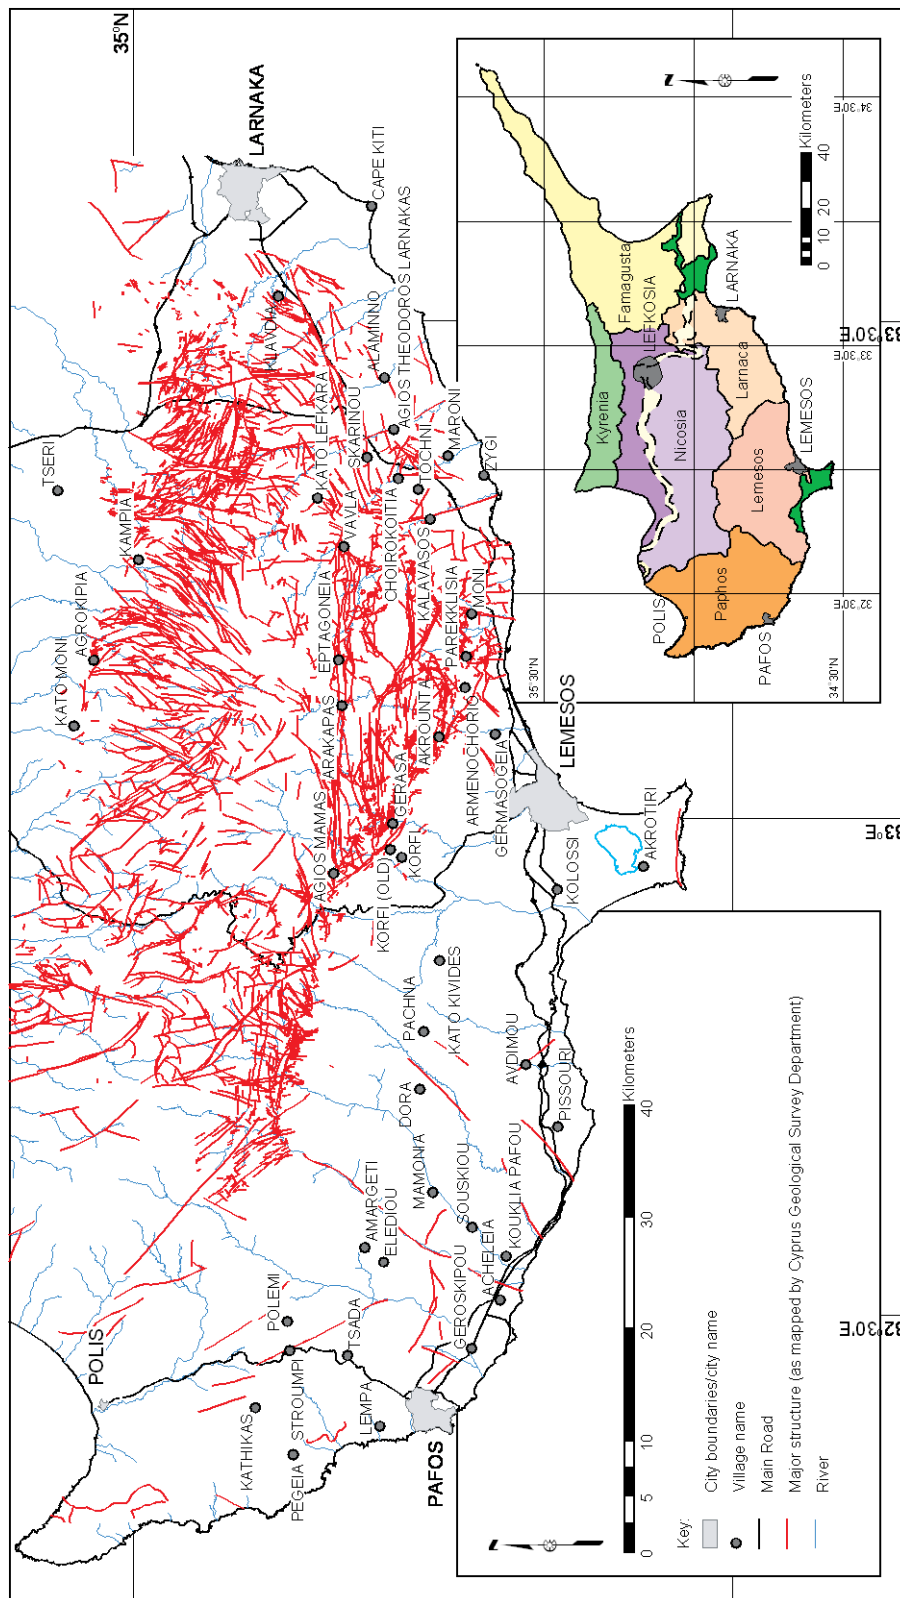 35°N
LARNAKA
CAPE KITI
KLAVDIA
ALAMINNO
AGIOS THEODOROS LARNAKAS
TSERI
KATO LEFKARA
SKARINOU
MARONI
TOCHNI
ZYGI
KAMPIA
VAVLA
CHOIROKOITIA
KALAVASOS
AGROKIPIA
EPTAGONEIA
PAREKKLISIA
MONI
KATO MONI
ARAKAPAS
AKROUNTA
ARMENOCHORIO
GERMASOGEIA
LEMESOS
AGIOS MAMAS
GERASA
KORFI (OLD)
KORFI
AKROTIRI
KOLOSSI
33°E
PACHNA
KATO KIVIDES
AVDIMOU
PISSOURI
DORA
MAMONIA
SOUSKIOU
KOUKLIA PAFOU
AMARGETI
ELEDIOU
ACHELEIA
GEROSKIPOU
POLIS
POLEMI
TSADA
STROUMPI
KATHIKAS
LEMPA
PEGEIA
PAFOS
32°30'E
33°30'E
Key:
City boundaries/city name
Village name
Main Road
Major structure (as mapped by Cyprus Geological Survey Department)
River
0 5 10 20 30 40
Kilometers
N
35°30'N
34°30'N
32°30'E
33°30'E
34°30'E
Kyrenia
Famagusta
LEFKOSIA
Nicosia
Larnaca
LARNAKA
Lemesos
LEMESOS
Paphos
POLIS
PAFOS
0 10 20 40
Kilometers
N